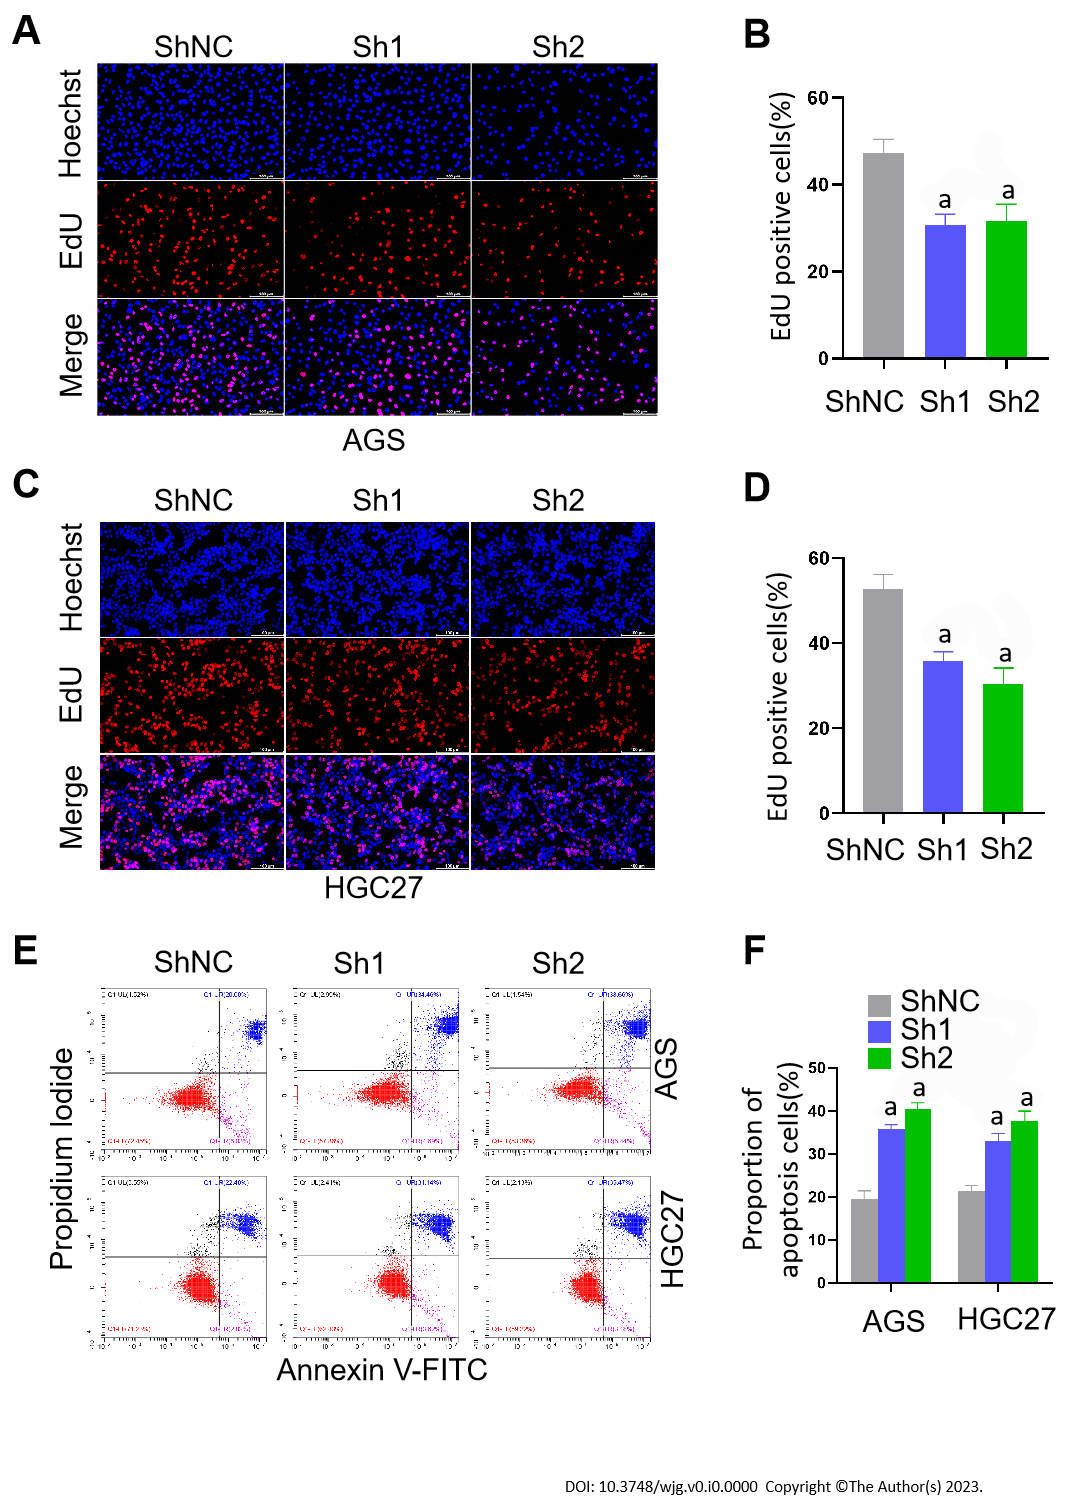 A
ShNC Sh1 Sh2
Hoechst
EdU
Merge
AGS
B
EdU positive cells(%)
60
40
20
0
a a
ShNC Sh1 Sh2
C
ShNC Sh1 Sh2
Hoechst
EdU
Merge
HGC27
D
EdU positive cells(%)
60
40
20
0
a a
ShNC Sh1 Sh2
E
ShNC Sh1 Sh2
Propidium Iodide
AGS
HGC27
Annexin V-FITC
F
ShNC
Sh1
Sh2
Proportion of
apoptosis cells(%)
50
40
30
20
10
0
a a a a
AGS HGC27
DOI: 10.3748/wjg.v0.i0.0000 Copyright ©The Author(s) 2023.